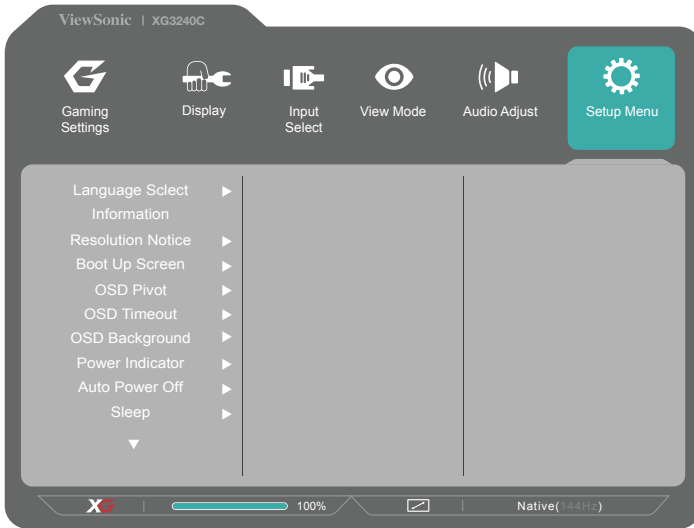 ViewSonic | XG3240C
Gaming
Settings
Display
Input
Select
View Mode
Audio Adjust
Setup Menu
Language Sclect
Information
Resolution Notice
Boot Up Screen
OSD Pivot
OSD Timeout
OSD Background
Power Indicator
Auto Power Off
Sleep
XG | 100% | Native(144Hz)